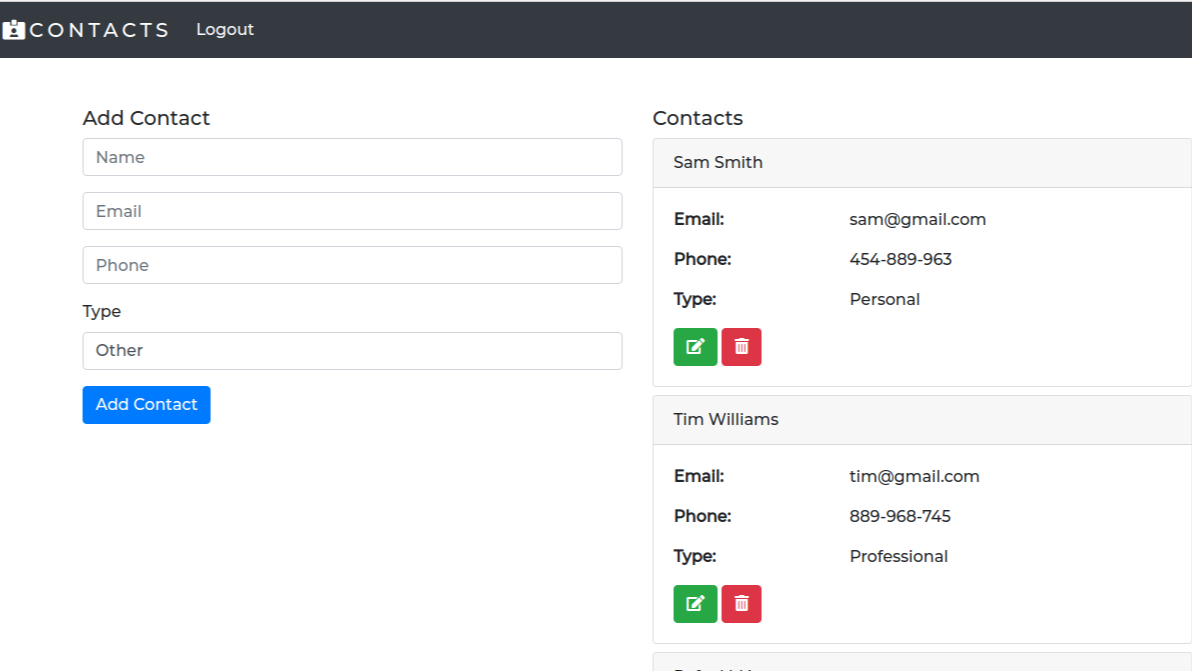 CONTACTS Logout
Add Contact
Name
Email
Phone
Type
Other
Add Contact
Contacts
Sam Smith
Email: sam@gmail.com
Phone: 454-889-963
Type: Personal
Tim Williams
Email: tim@gmail.com
Phone: 889-968-745
Type: Professional